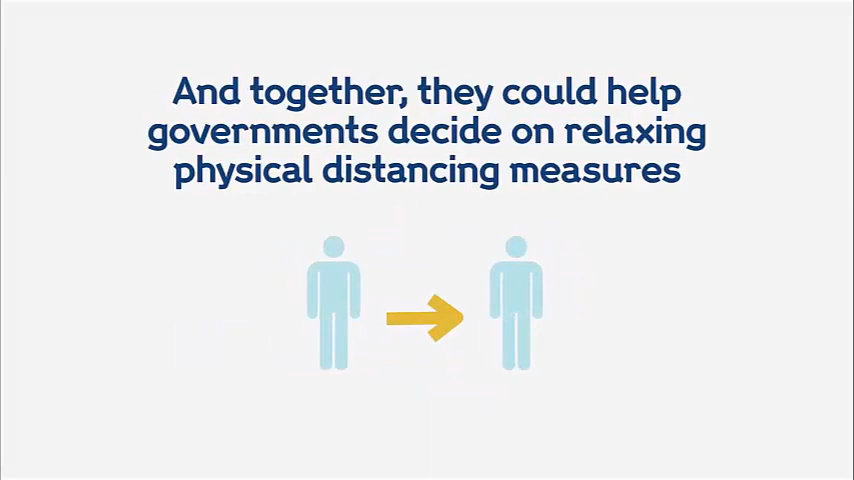 And together, they could help
governments decide on relaxing
physical distancing measures